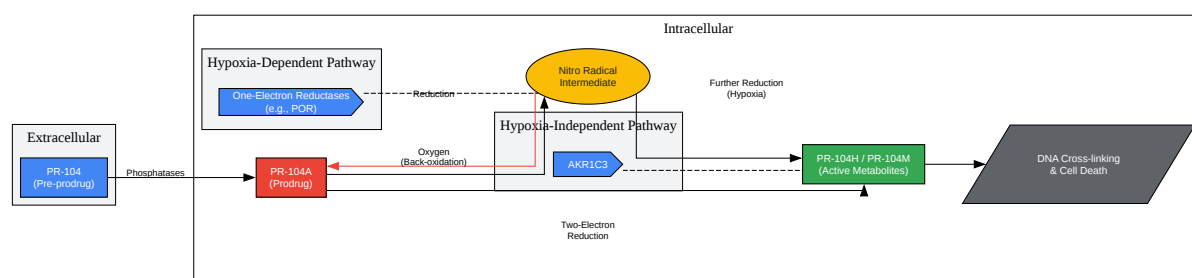 Intracellular
Hypoxia-Dependent Pathway
One-Electron Reductases
(e.g., POR)
Reduction
Nitro Radical
Intermediate
Further Reduction
(Hypoxia)
Hypoxia-Independent Pathway
AKR1C3
Extracellular
PR-104
(Pre-prodrug)
Phosphatases
PR-104A
(Prodrug)
Oxygen
(Back-oxidation)
PR-104H / PR-104M
(Active Metabolites)
DNA Cross-linking
& Cell Death
Two-Electron
Reduction